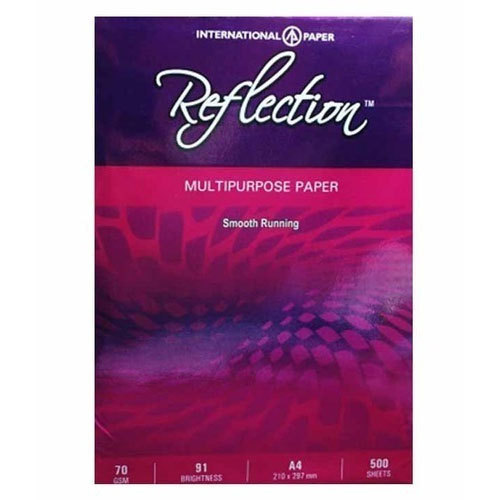 INTERNATIONAL PAPER
Reflection™
MULTIPURPOSE PAPER
Smooth Running
70 91 A4 500
GSM BRIGHTNESS 210 x 297 mm SHEETS